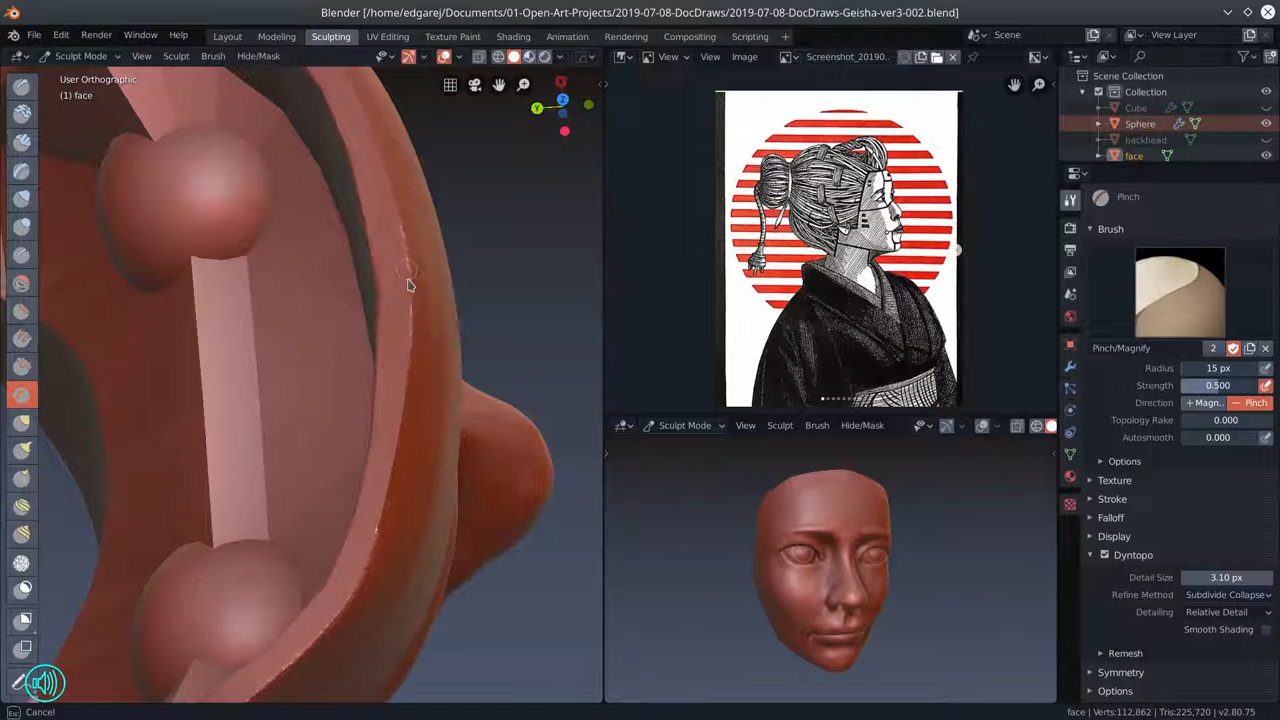 Blender [/home/edgarej/Documents/01-Open-Art-Projects/2019-07-08-DocDraws/2019-07-08-DocDraws-Geisha-ver3-002.blend]
File Edit Render Window Help Layout Modeling Sculpting UV Editing Texture Paint Shading Animation Rendering Compositing Scripting + Scene View Layer
Sculpt Mode View Sculpt Brush Hide/Mask
View View Image Screenshot_20190...
User Orthographic
(1) face
Scene Collection
Collection
Cube
Sphere
backhead
face
Pinch
Brush
Pinch/Magnify 2
Radius 15 px
Strength 0.500
Direction + Magn.. — Pinch
Topology Rake 0.000
Autosmooth 0.000
Sculpt Mode View Sculpt Brush Hide/Mask
Options
Texture
Stroke
Falloff
Display
Dyntopo
Detail Size 3.10 px
Refine Method Subdivide Collapse
Detailing Relative Detail
Smooth Shading
Remesh
Symmetry
Options
Esc Cancel
face | Verts:112,862 | Tris:225,720 | v2.80.75
X
Y
Z